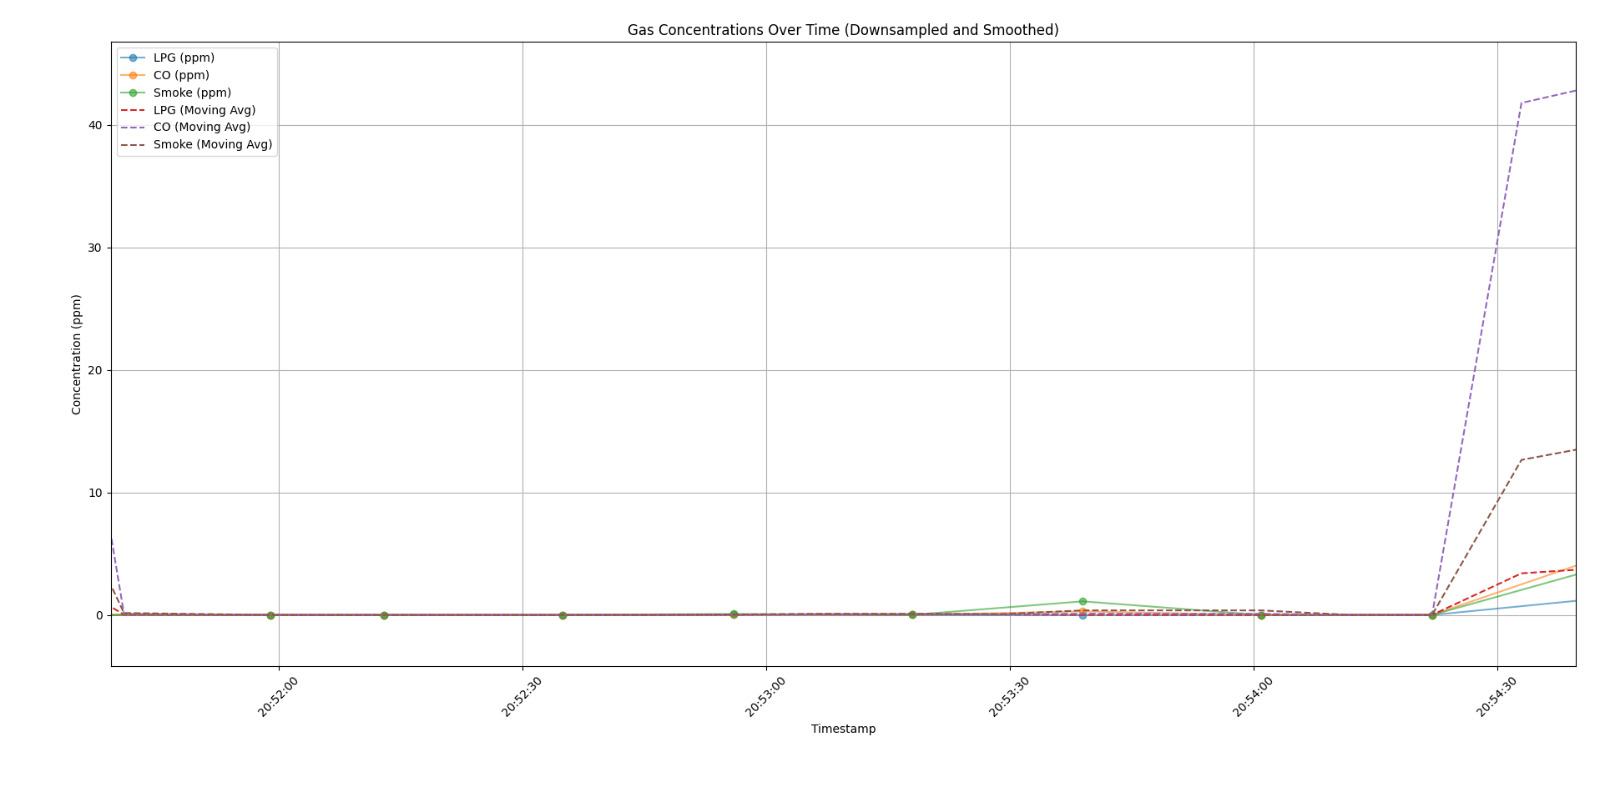 Gas Concentrations Over Time (Downsampled and Smoothed)
LPG (ppm)
CO (ppm)
Smoke (ppm)
LPG (Moving Avg)
CO (Moving Avg)
Smoke (Moving Avg)
Concentration (ppm)
40
30
20
10
0
20:52:00
20:52:30
20:53:00
20:53:30
20:54:00
20:54:30
Timestamp